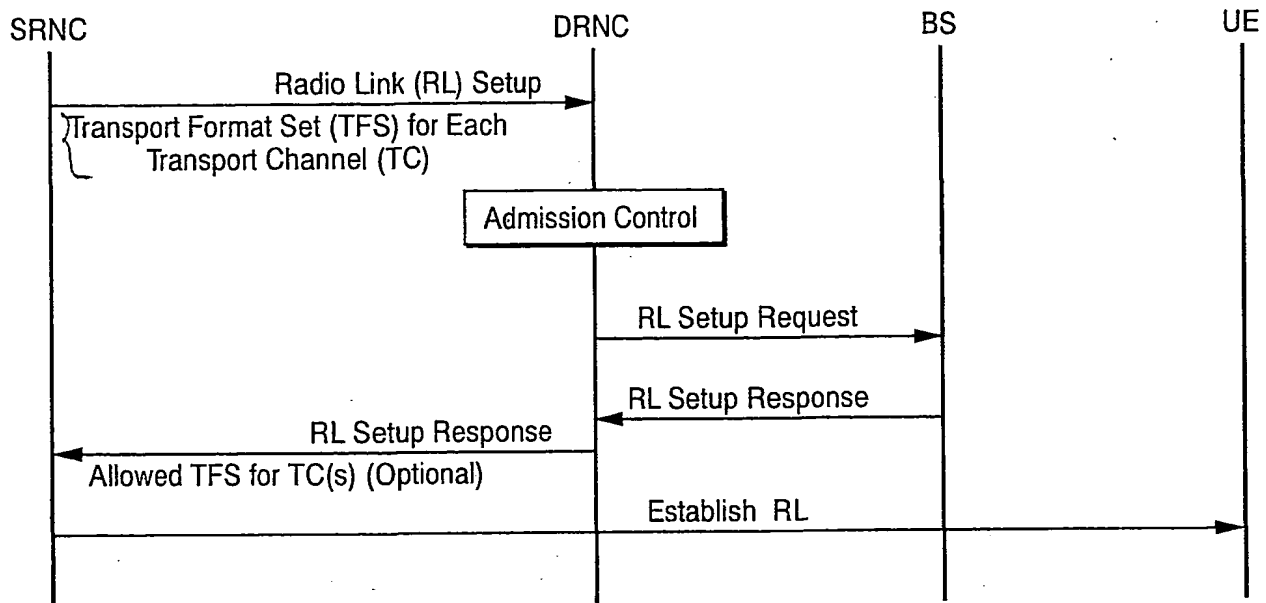 SRNC DRNC BS UE
Radio Link (RL) Setup
Transport Format Set (TFS) for Each
Transport Channel (TC)
Admission Control
RL Setup Request
RL Setup Response
RL Setup Response
Allowed TFS for TC(s) (Optional)
Establish RL